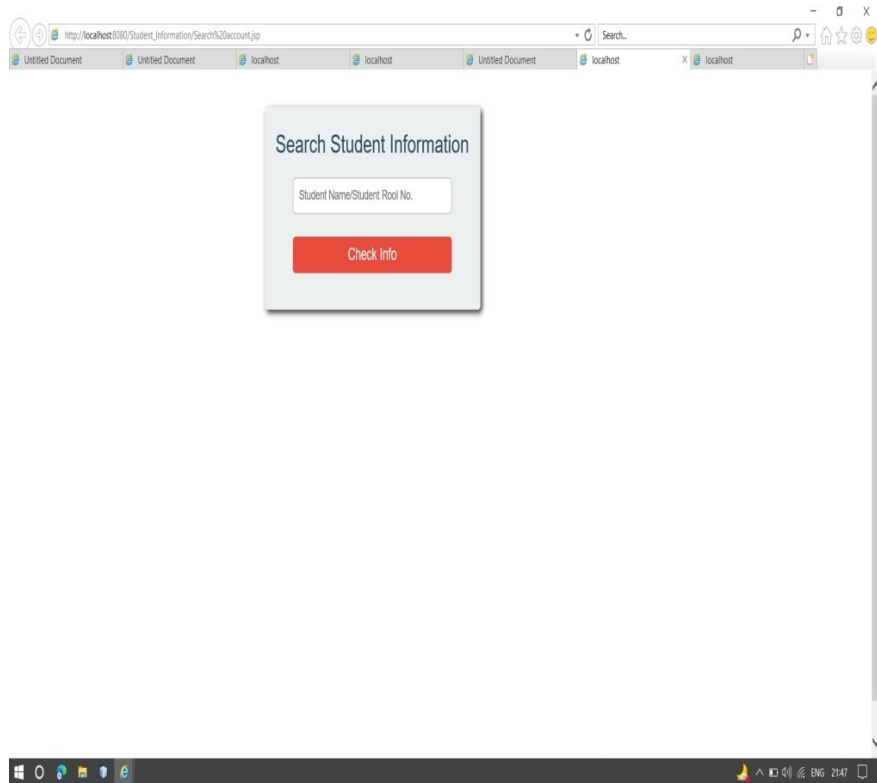 http://localhost:8080/Student_Information/Search%20account.jsp
Search...
Untitled Document
Untitled Document
localhost
localhost
Untitled Document
localhost
X
localhost
Search Student Information
Student Name/Student Rool No.
Check Info
ENG 21:47